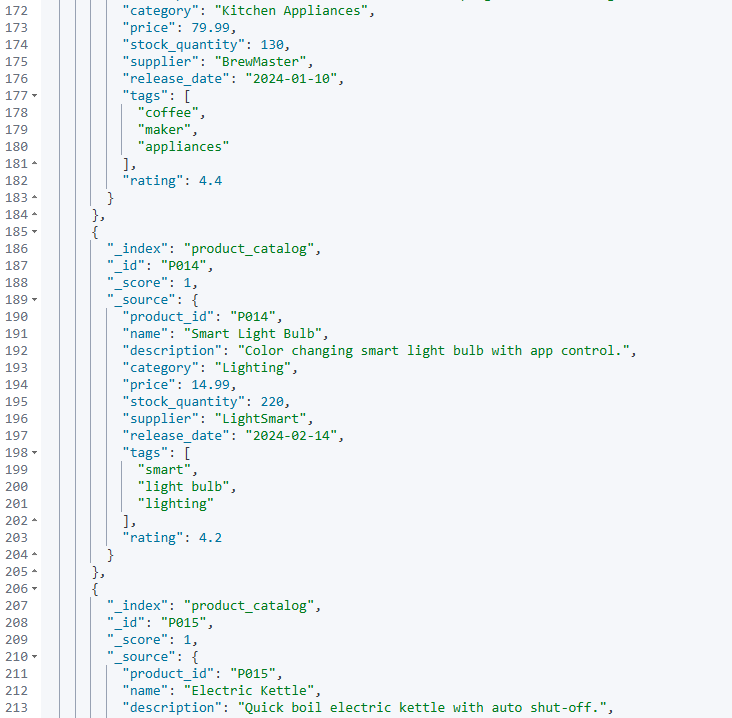 172 "category": "Kitchen Appliances",
173 "price": 79.99,
174 "stock_quantity": 130,
175 "supplier": "BrewMaster",
176 "release_date": "2024-01-10",
177 "tags": [
178 "coffee",
179 "maker",
180 "appliances"
181 ],
182 "rating": 4.4
183 }
184 },
185 {
186 "_index": "product_catalog",
187 "_id": "P014",
188 "_score": 1,
189 "_source": {
190 "product_id": "P014",
191 "name": "Smart Light Bulb",
192 "description": "Color changing smart light bulb with app control.",
193 "category": "Lighting",
194 "price": 14.99,
195 "stock_quantity": 220,
196 "supplier": "LightSmart",
197 "release_date": "2024-02-14",
198 "tags": [
199 "smart",
200 "light bulb",
201 "lighting"
202 ],
203 "rating": 4.2
204 }
205 },
206 {
207 "_index": "product_catalog",
208 "_id": "P015",
209 "_score": 1,
210 "_source": {
211 "product_id": "P015",
212 "name": "Electric Kettle",
213 "description": "Quick boil electric kettle with auto shut-off.",